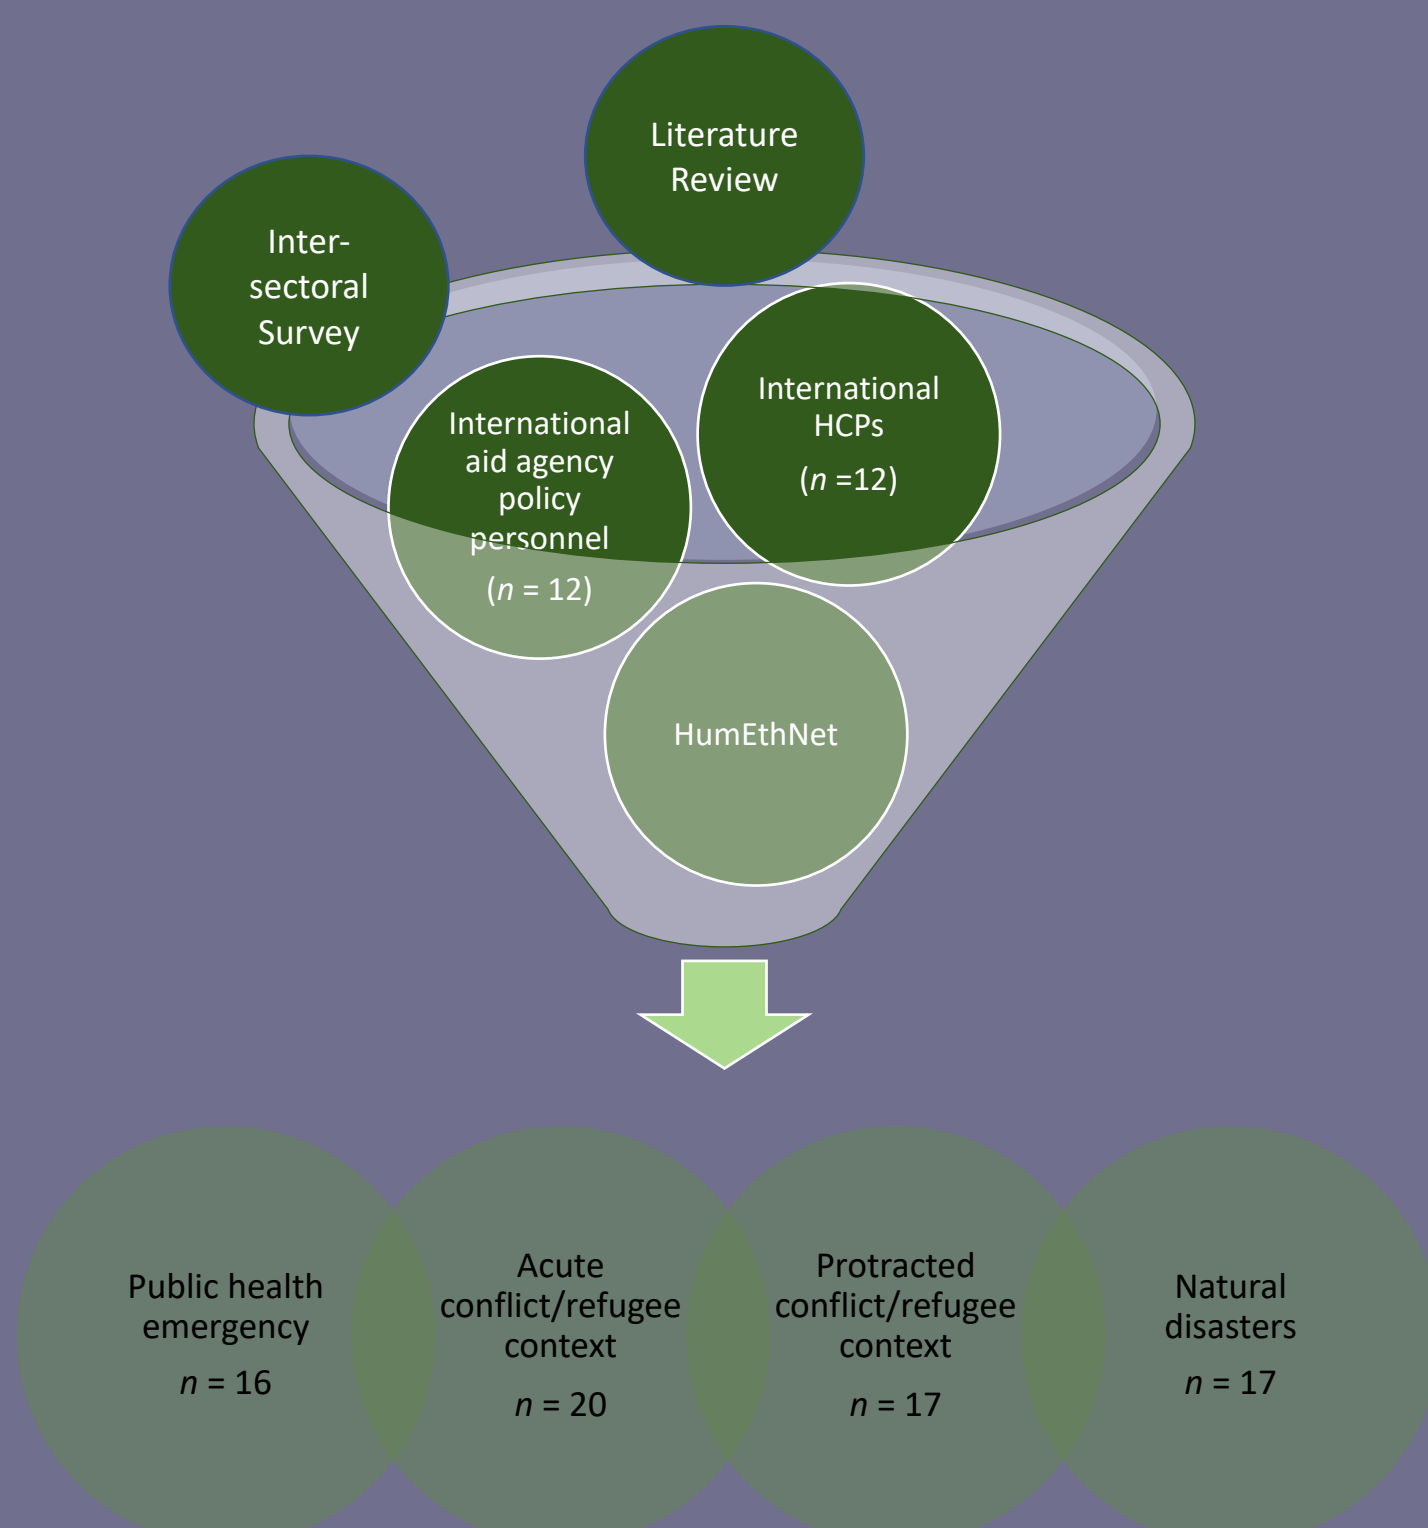 Literature
Review
Inter-
sectoral
Survey
International
HCPs
(n =12)
International
aid agency
policy
personnel
(n = 12)
HumEthNet
Public health
emergency
n = 16
Acute
conflict/refugee
context
n = 20
Protracted
conflict/refugee
context
n = 17
Natural
disasters
n = 17